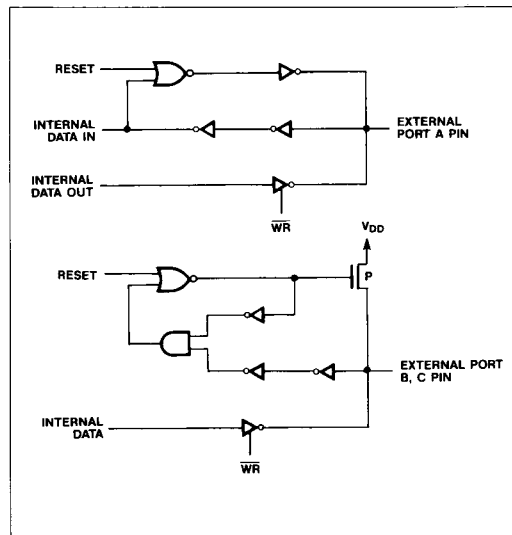 RESET
INTERNAL
DATA IN
EXTERNAL
PORT A PIN
INTERNAL
DATA OUT
WR
VDD
RESET
P
EXTERNAL PORT
B, C PIN
INTERNAL
DATA
WR